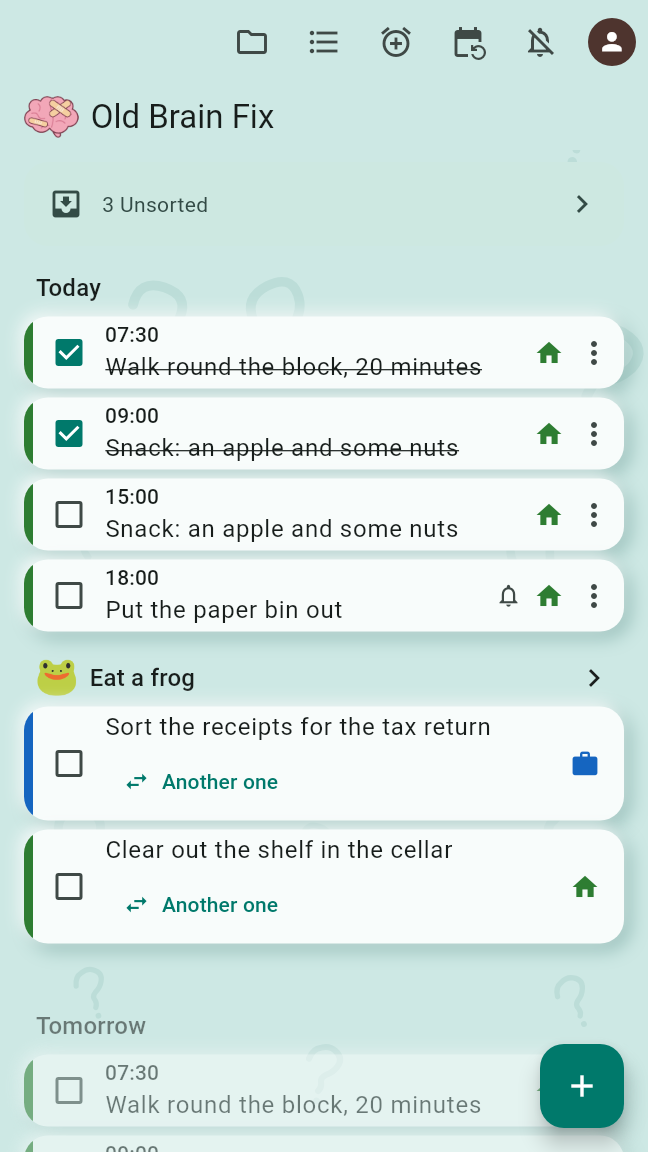 Old Brain Fix
3 Unsorted
Today
07:30
Walk round the block, 20 minutes
09:00
Snack: an apple and some nuts
15:00
Snack: an apple and some nuts
18:00
Put the paper bin out
Eat a frog
Sort the receipts for the tax return
Another one
Clear out the shelf in the cellar
Another one
Tomorrow
07:30
Walk round the block, 20 minutes